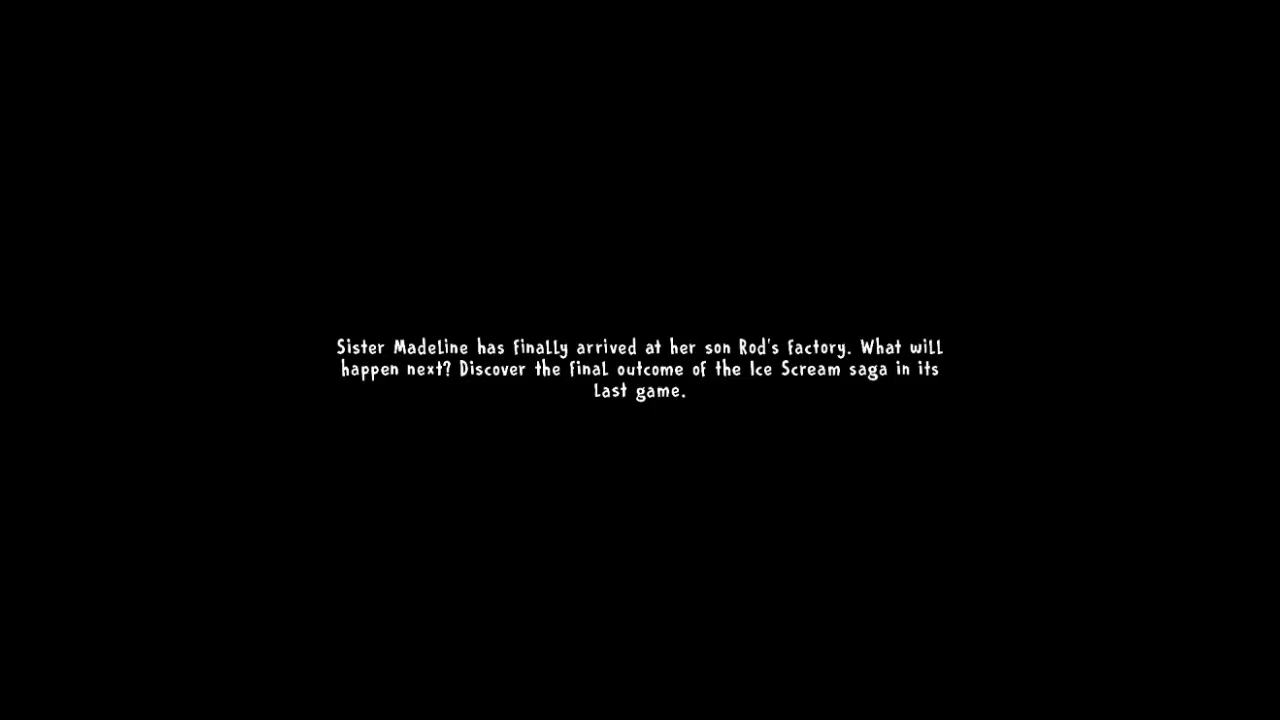 Sister Madeline has finally arrived at her son Rod's factory. What will
happen next? Discover the final outcome of the Ice Scream saga in its
last game.